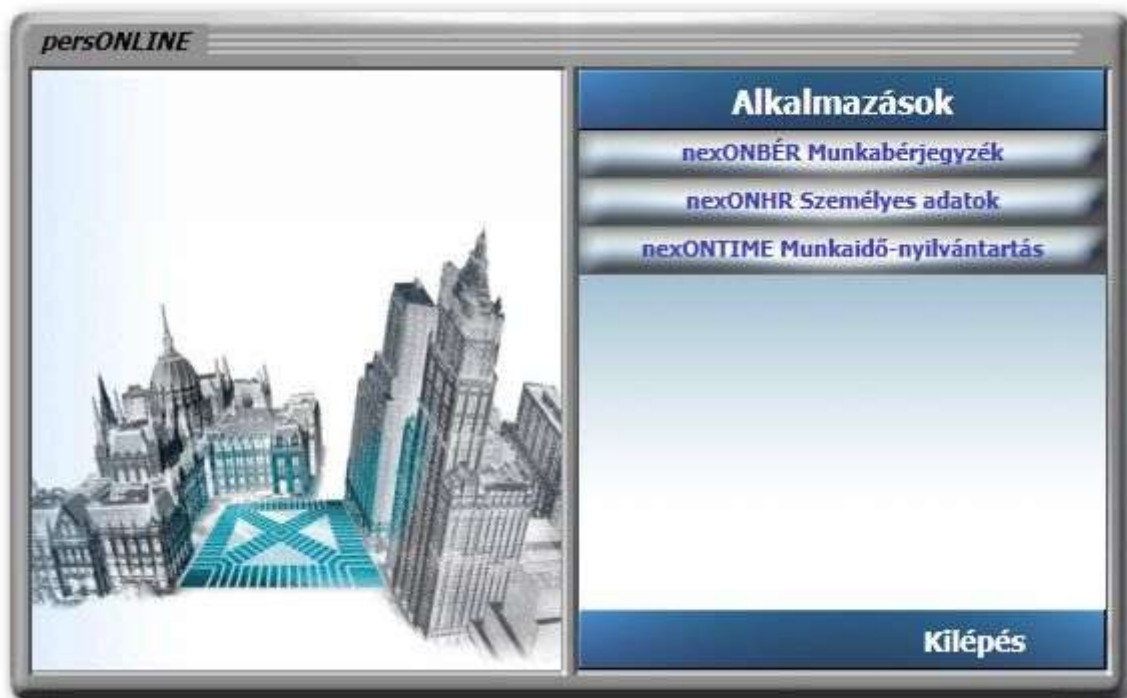 persONLINE
Alkalmazások
nexONBÉR Munkabérjegyzék
nexONHR Személyes adatok
nexONTIME Munkaidő-nyilvántartás
Kilépés